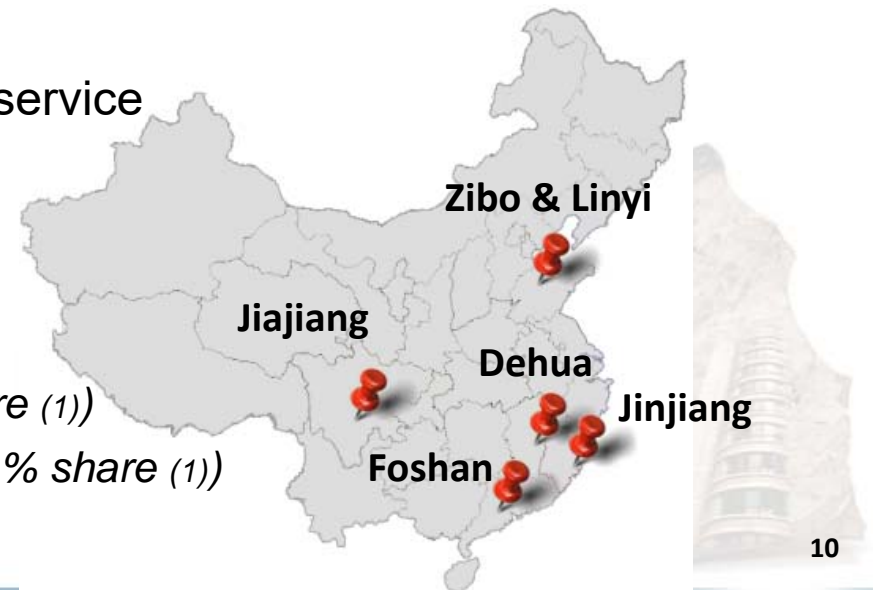 service
Zibo & Linyi
Jiajiang
Dehua
re (1))
Jinjiang
% share (1))
Foshan
10